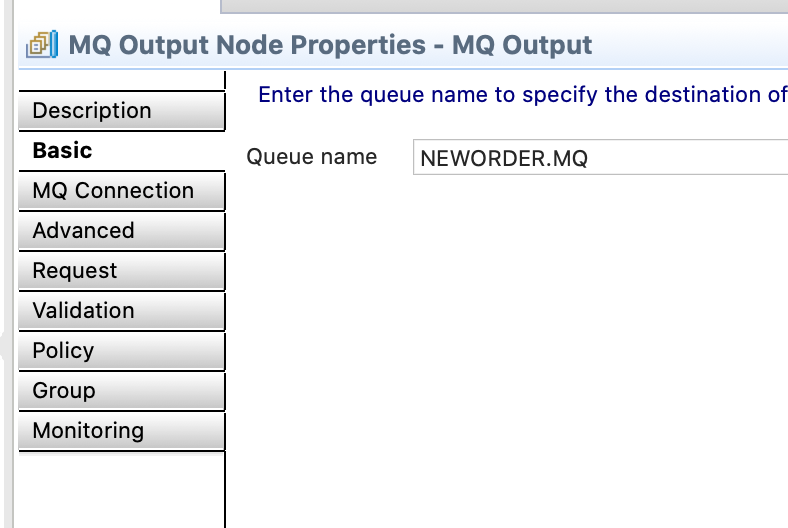 MQ Output Node Properties - MQ Output
Description
Basic
MQ Connection
Advanced
Request
Validation
Policy
Group
Monitoring
Enter the queue name to specify the destination of
Queue name NEWORDER.MQ